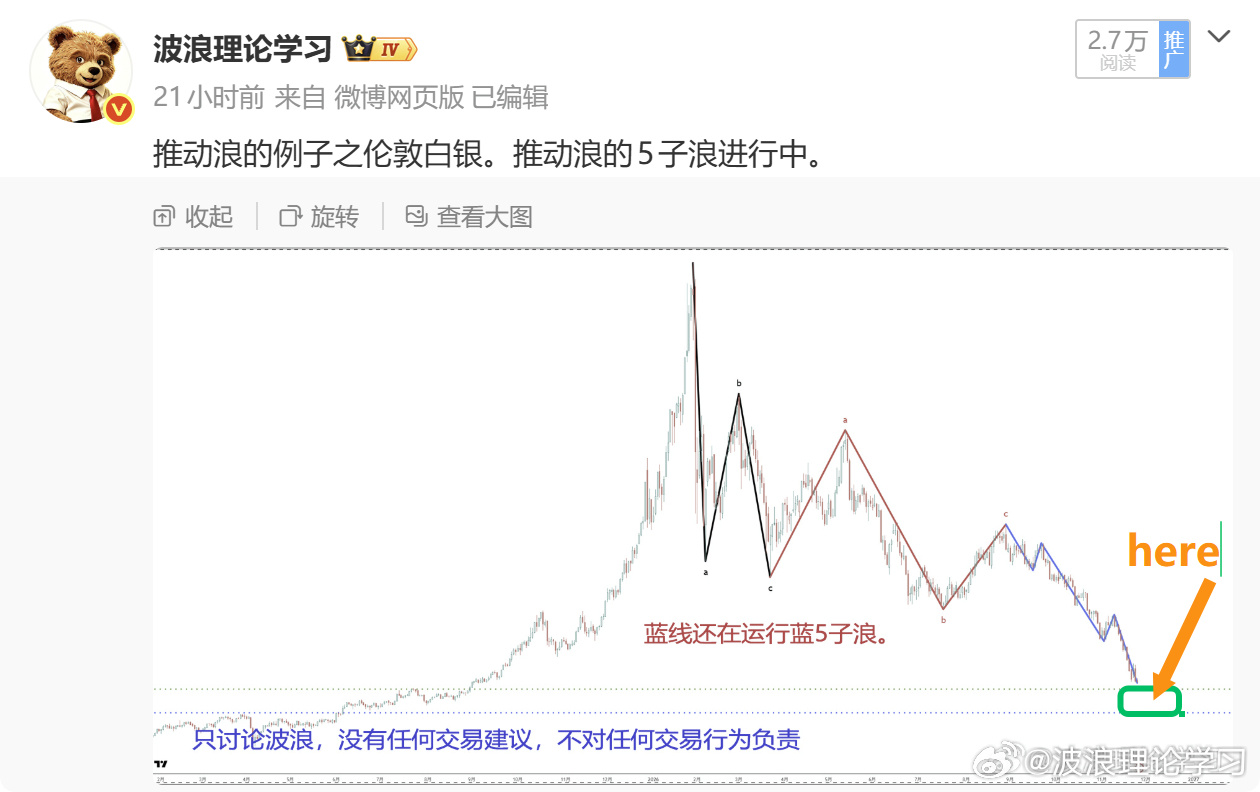 波浪理论学习 IV
2.7万
阅读
推广
21小时前 来自 微博网页版 已编辑
推动浪的例子之伦敦白银。推动浪的5子浪进行中。
收起 旋转 查看大图
b
a
a
c
c
b
here
蓝线还在运行蓝5子浪。
只讨论波浪，没有任何交易建议，不对任何交易行为负责
@波浪理论学习